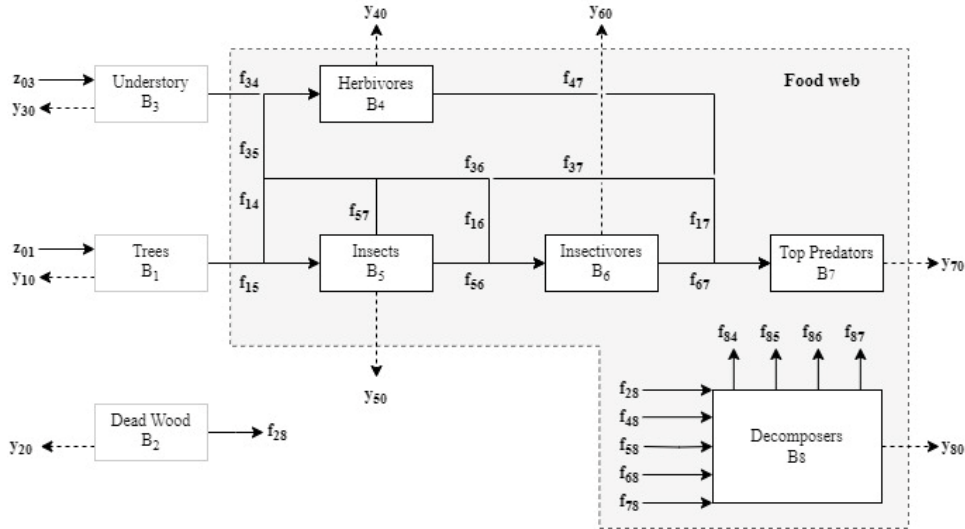 y40
y60
z03
Understory
B3
f34
Herbivores
B4
f47
Food web
y30
f35
f36
f37
f14
f57
f16
f17
z01
Trees
B1
Insects
B5
Insectivores
B6
Top Predators
B7
y10
f15
f56
f67
y70
f84
f85
f86
f87
y50
Dead Wood
B2
f28
y20
f28
f48
f58
f68
f78
Decomposers
B8
y80